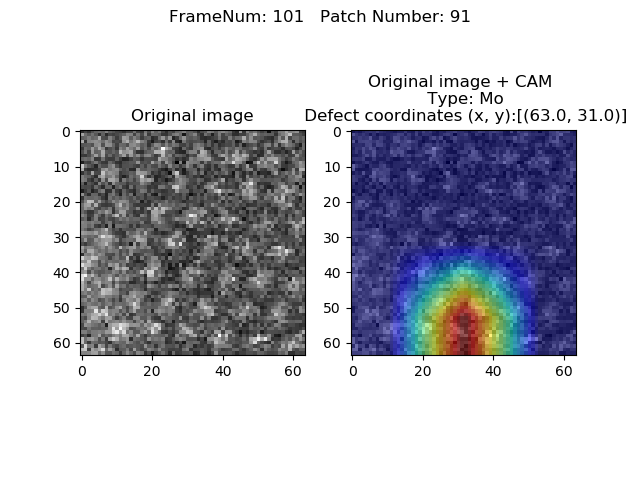 FrameNum: 101   Patch Number: 91
Original image
Original image + CAM
Type: Mo
Defect coordinates (x, y):[(63.0, 31.0)]
0
10
20
30
40
50
60
0 20 40 60
0
10
20
30
40
50
60
0 20 40 60